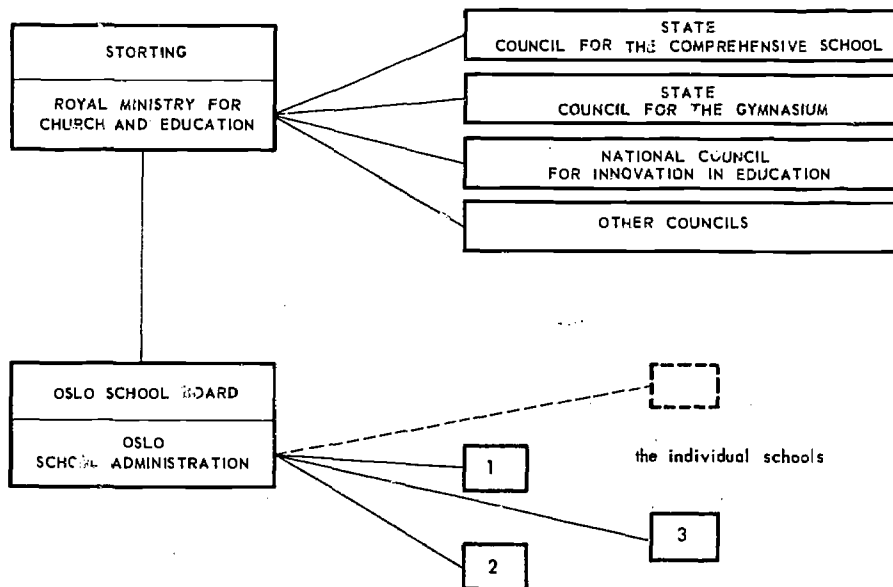 STORTING
ROYAL MINISTRY FOR
CHURCH AND EDUCATION
STATE
COUNCIL FOR THE COMPREHENSIVE SCHOOL
STATE
COUNCIL FOR THE GYMNASIUM
NATIONAL COUNCIL
FOR INNOVATION IN EDUCATION
OTHER COUNCILS
OSLO SCHOOL BOARD
OSLO
SCHOOL ADMINISTRATION
1
the individual schools
3
2